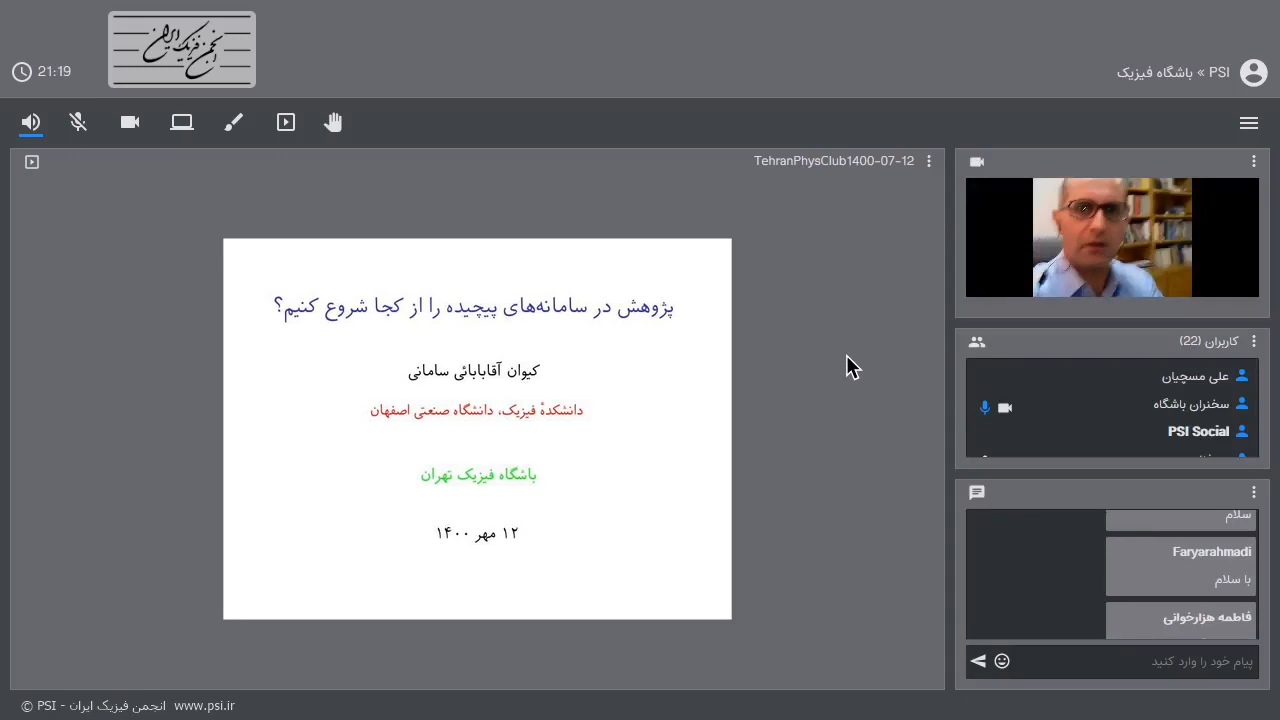 21:19
انجمن فیزیک ایران
PSI » باشگاه فیزیک
TehranPhysClub1400-07-12
پژوهش در سامانه‌های پیچیده را از کجا شروع کنیم؟
کیوان آقابابائی سامانی
دانشکدهٔ فیزیک، دانشگاه صنعتی اصفهان
باشگاه فیزیک تهران
۱۲ مهر ۱۴۰۰
کاربران (22)
علی مسچیان
سخنران باشگاه
PSI Social
سلام
Faryarahmadi
با سلام
فاطمه هزارخوانی
پیام خود را وارد کنید
© PSI - انجمن فیزیک ایران www.psi.ir